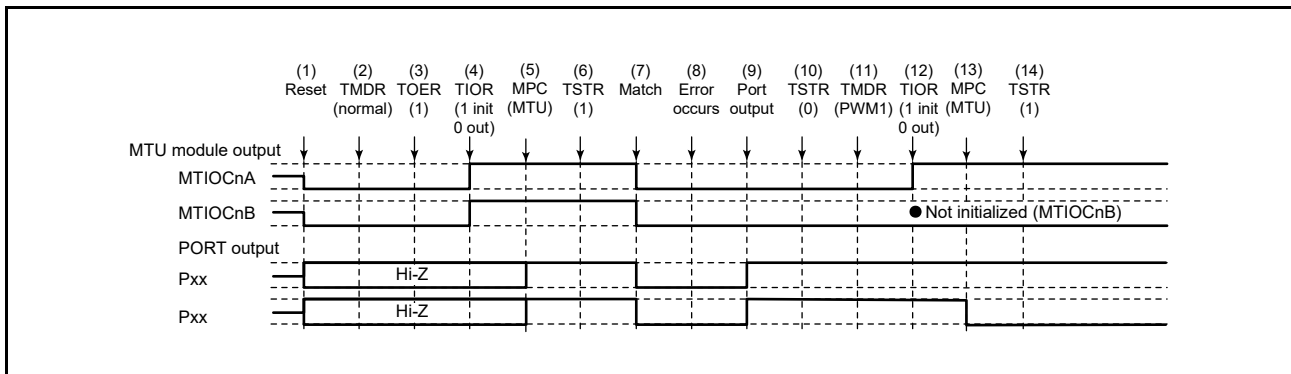 (1) (2) (3) (4) (5) (6) (7) (8) (9) (10) (11) (12) (13) (14)
Reset TMDR TOER TIOR MPC TSTR Match Error Port TSTR TMDR TIOR MPC TSTR
(normal) (1) (1 init (MTU) (1) occurs output (0) (PWM1) (1 init (MTU) (1)
0 out) 0 out)
MTU module output
MTIOCnA
MTIOCnB ● Not initialized (MTIOCnB)
PORT output
Pxx Hi-Z
Pxx Hi-Z